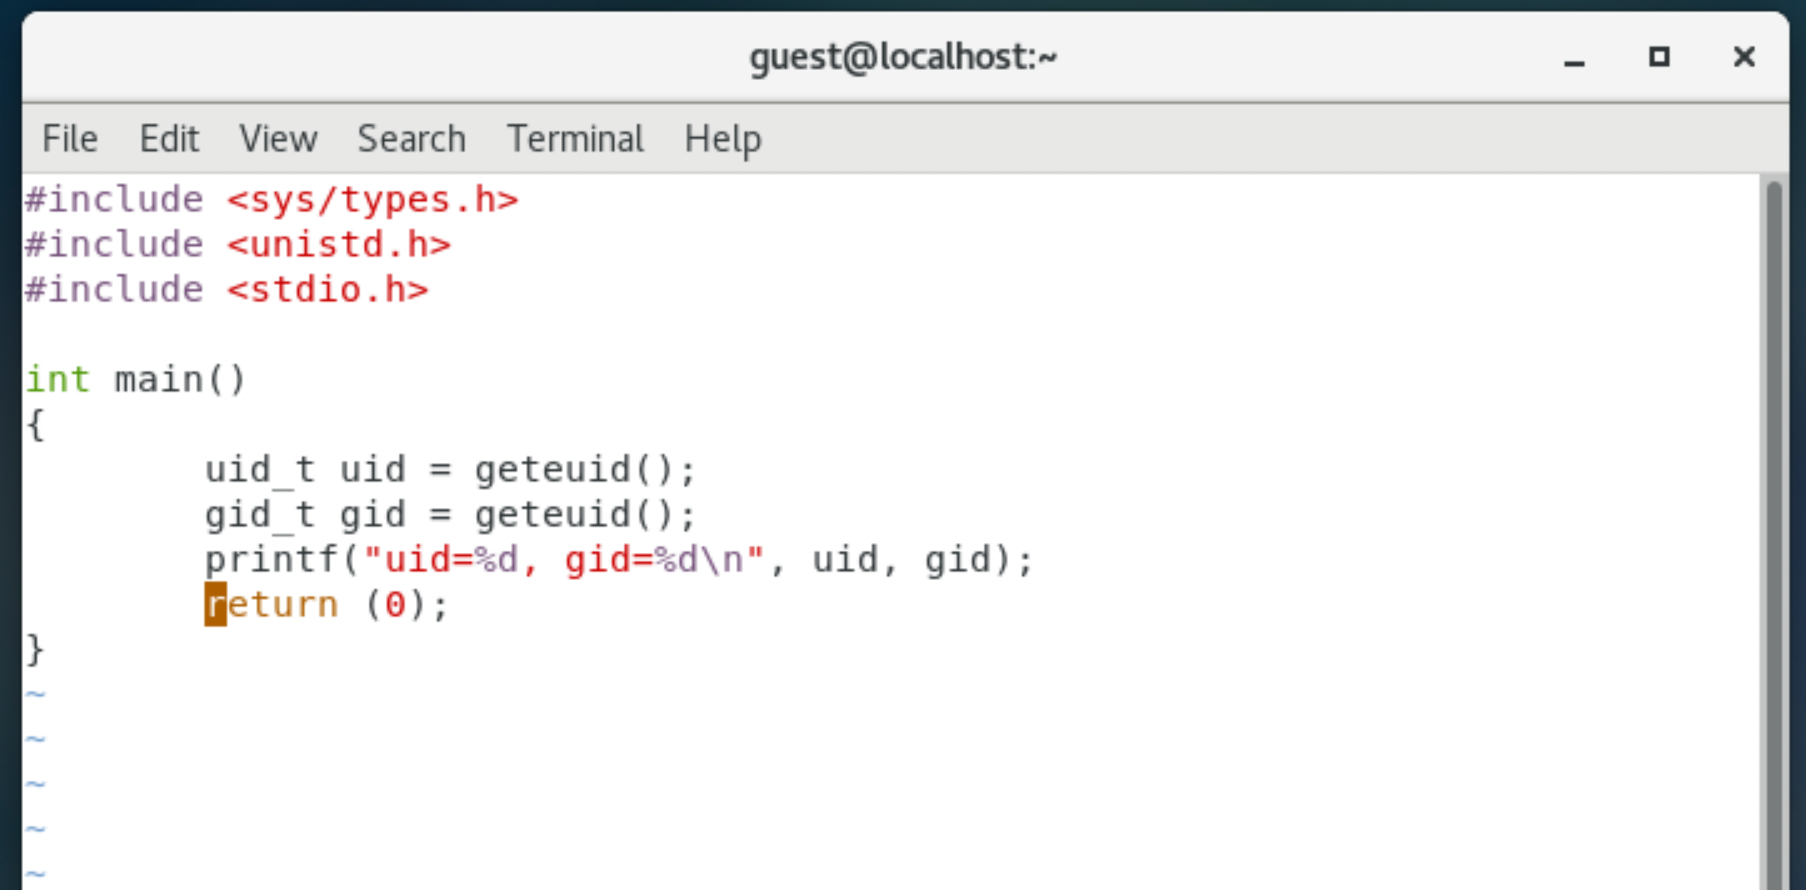 guest@localhost:~
File Edit View Search Terminal Help
#include <sys/types.h>
#include <unistd.h>
#include <stdio.h>

int main()
{
        uid_t uid = geteuid();
        gid_t gid = geteuid();
        printf("uid=%d, gid=%d\n", uid, gid);
        return (0);
}
~
~
~
~
~